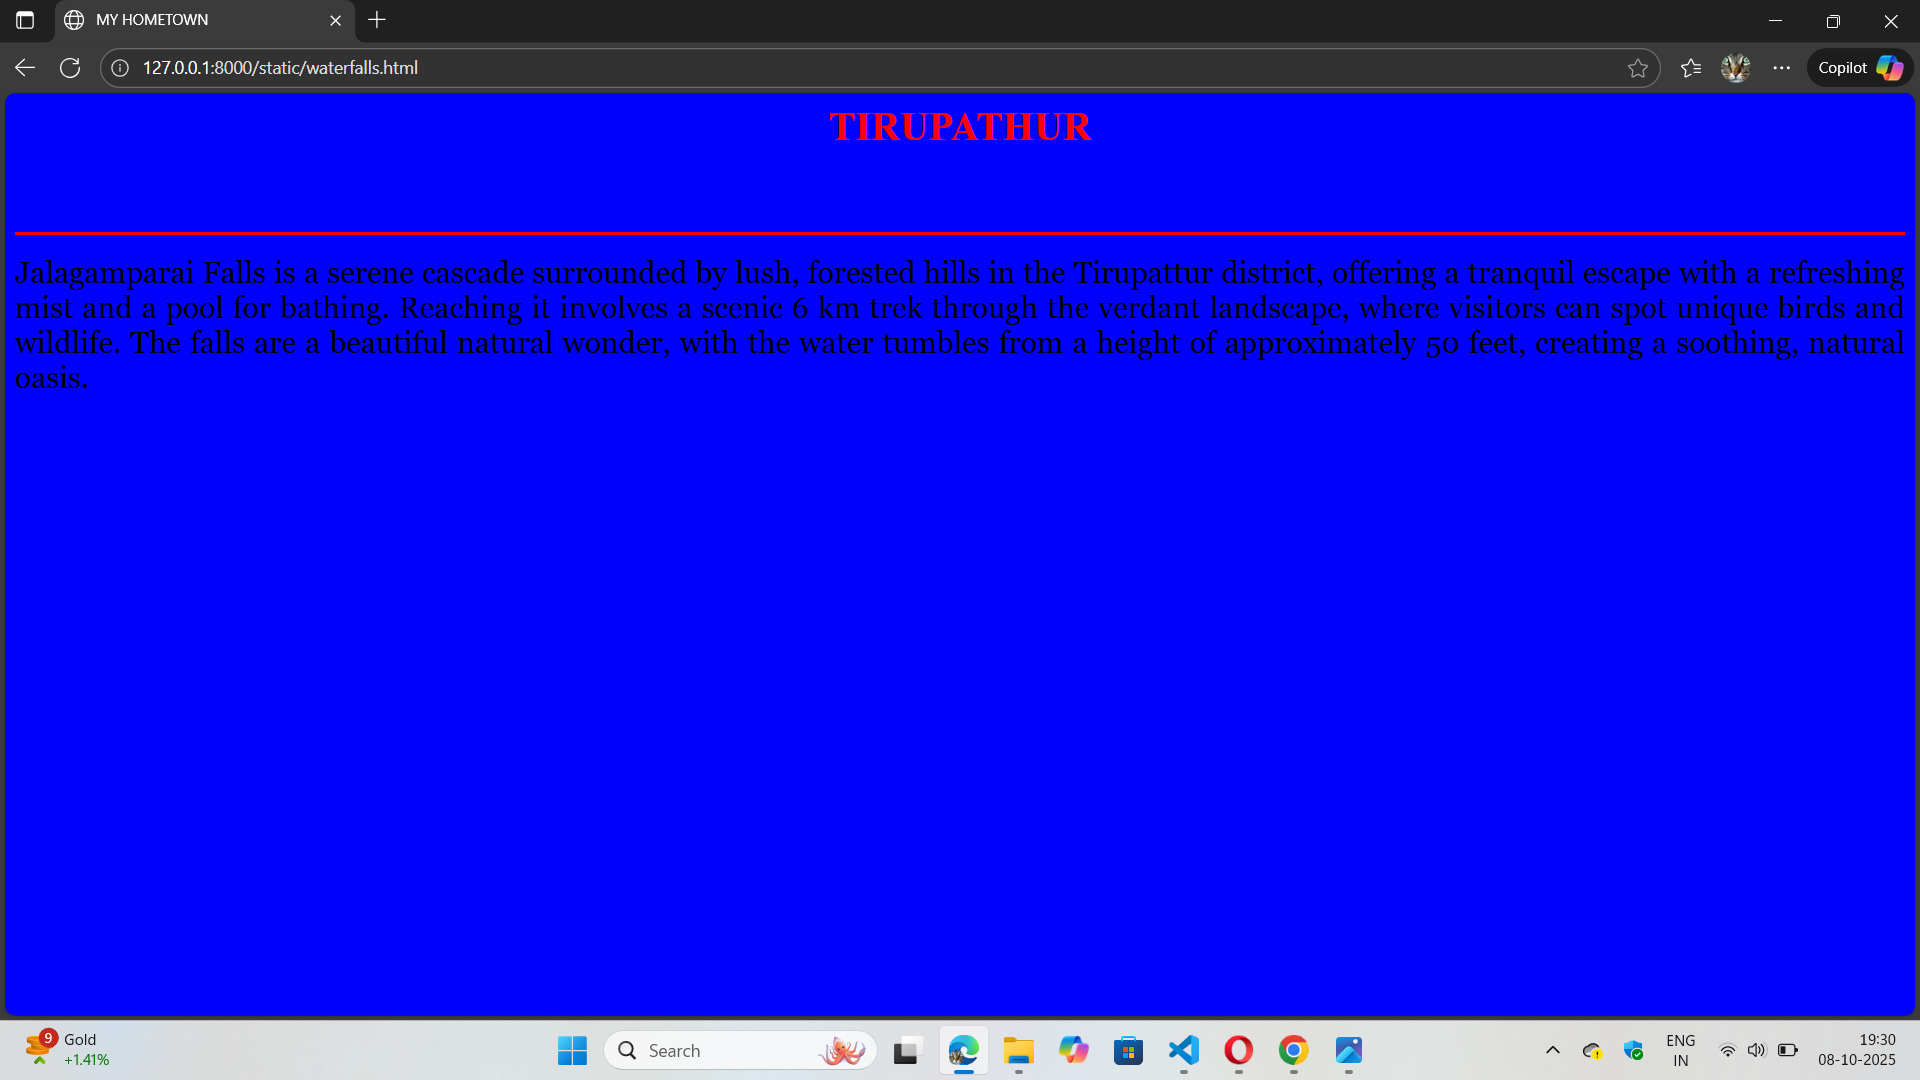 MY HOMETOWN
127.0.0.1:8000/static/waterfalls.html
Copilot
TIRUPATHUR
Jalagamparai Falls is a serene cascade surrounded by lush, forested hills in the Tirupattur district, offering a tranquil escape with a refreshing
mist and a pool for bathing. Reaching it involves a scenic 6 km trek through the verdant landscape, where visitors can spot unique birds and
wildlife. The falls are a beautiful natural wonder, with the water tumbles from a height of approximately 50 feet, creating a soothing, natural
oasis.
9
Gold
+1.41%
Search
ENG
IN
19:30
08-10-2025